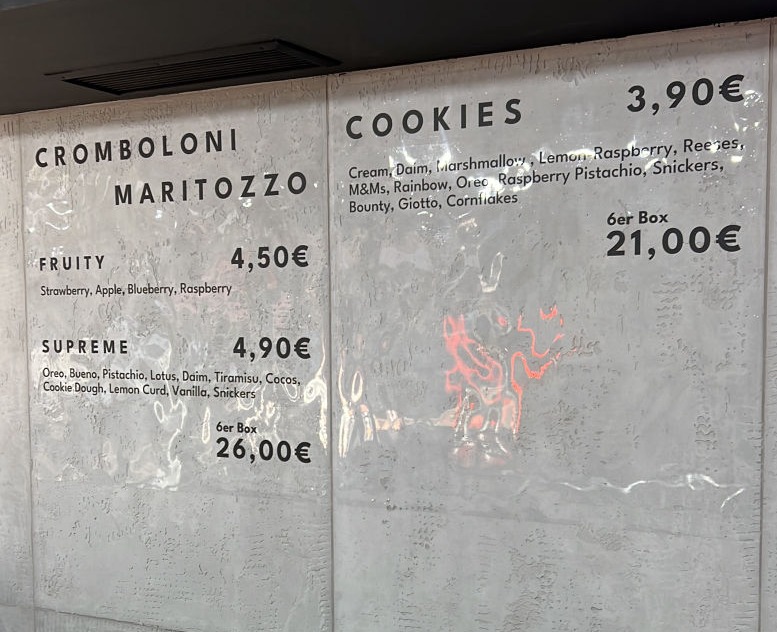 CROMBOLONI
MARITOZZO
FRUITY 4,50€
Strawberry, Apple, Blueberry, Raspberry
SUPREME 4,90€
Oreo, Bueno, Pistachio, Lotus, Daim, Tiramisu, Cocos,
Cookie Dough, Lemon Curd, Vanilla, Snickers
6er Box
26,00€
COOKIES 3,90€
Cream, Daim, Marshmallow, Lemon-Raspberry, Reeses,
M&Ms, Rainbow, Oreo, Raspberry Pistachio, Snickers,
Bounty, Giotto, Cornflakes
6er Box
21,00€